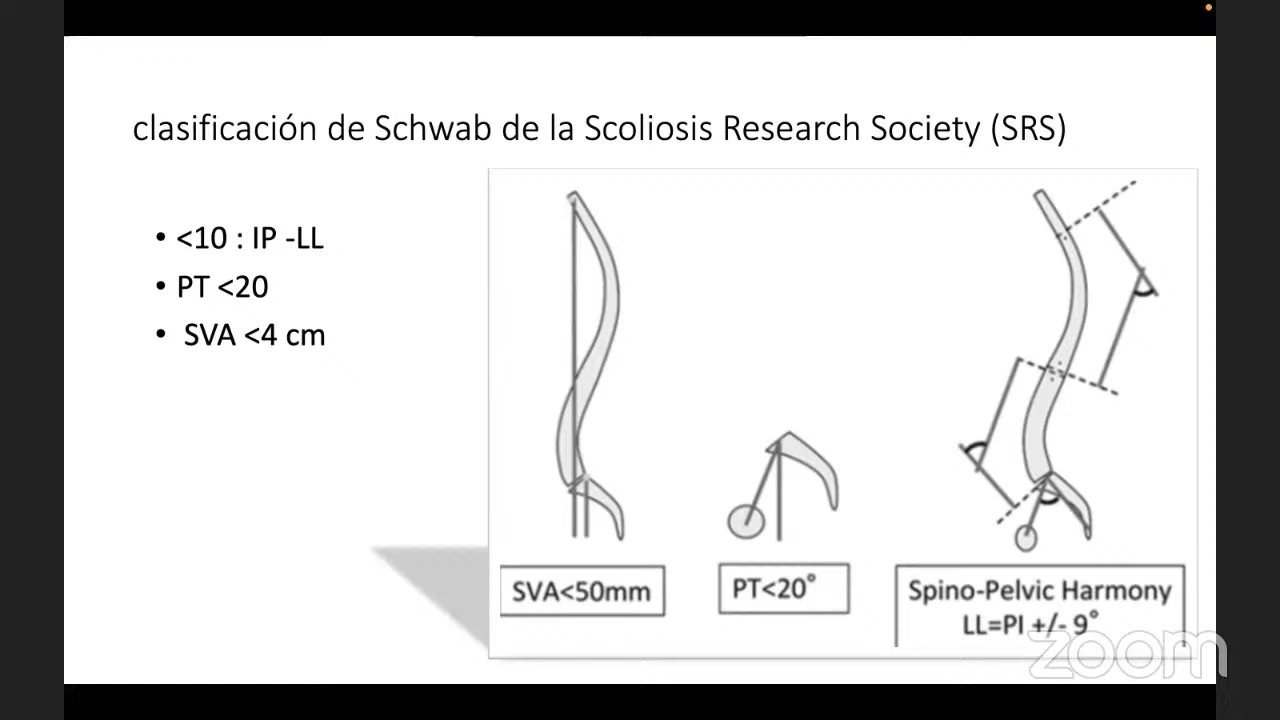 clasificación de Schwab de la Scoliosis Research Society (SRS)
• <10 : IP -LL
• PT <20
• SVA <4 cm
SVA<50mm
PT<20°
Spino-Pelvic Harmony
LL=PI +/- 9°
zoom